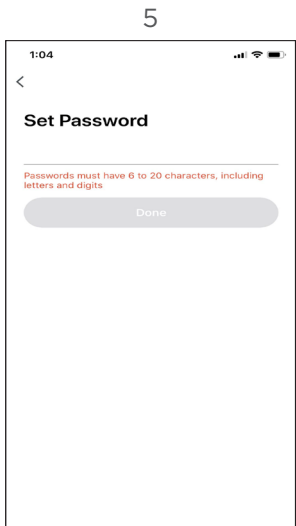 5
1:04
Set Password
Passwords must have 6 to 20 characters, including
letters and digits
Done